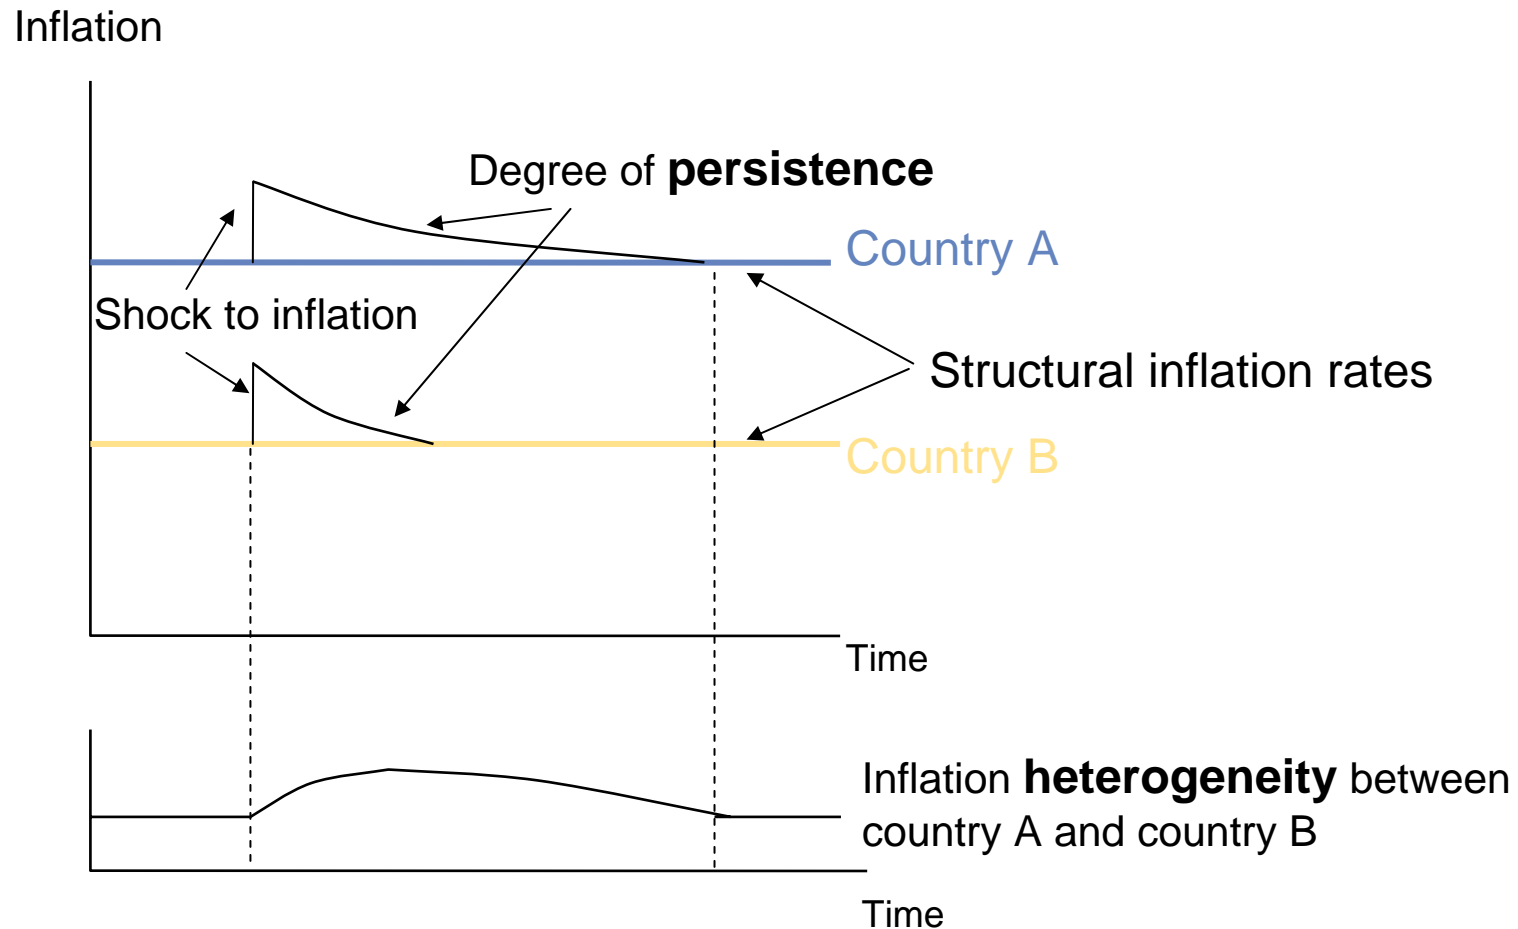 Inflation
Degree of persistence
Country A
Shock to inflation
Structural inflation rates
Country B
Time
Inflation heterogeneity between
country A and country B
Time